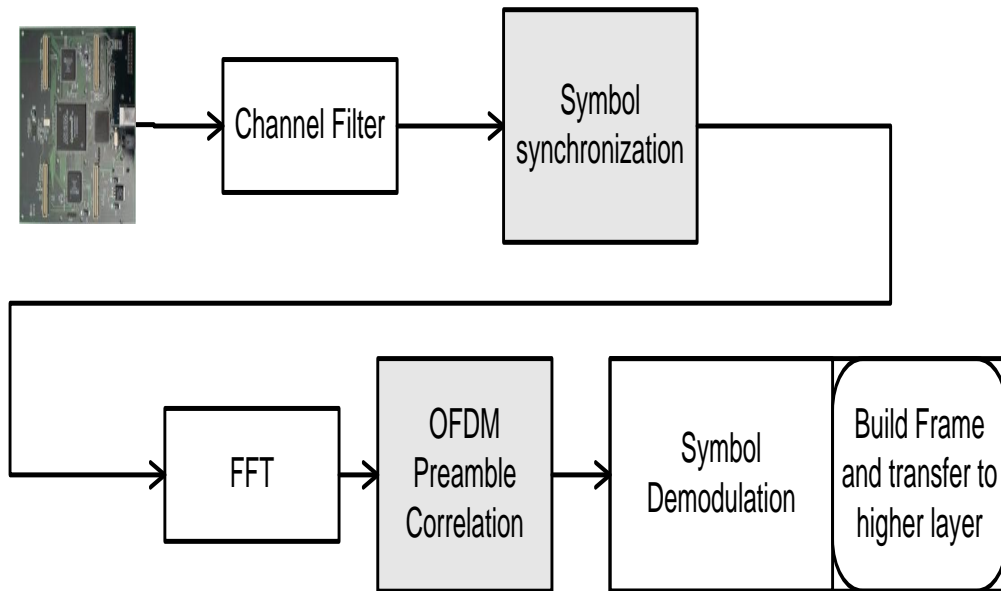 Channel Filter
Symbol
synchronization
FFT
OFDM
Preamble
Correlation
Symbol
Demodulation
Build Frame
and transfer to
higher layer